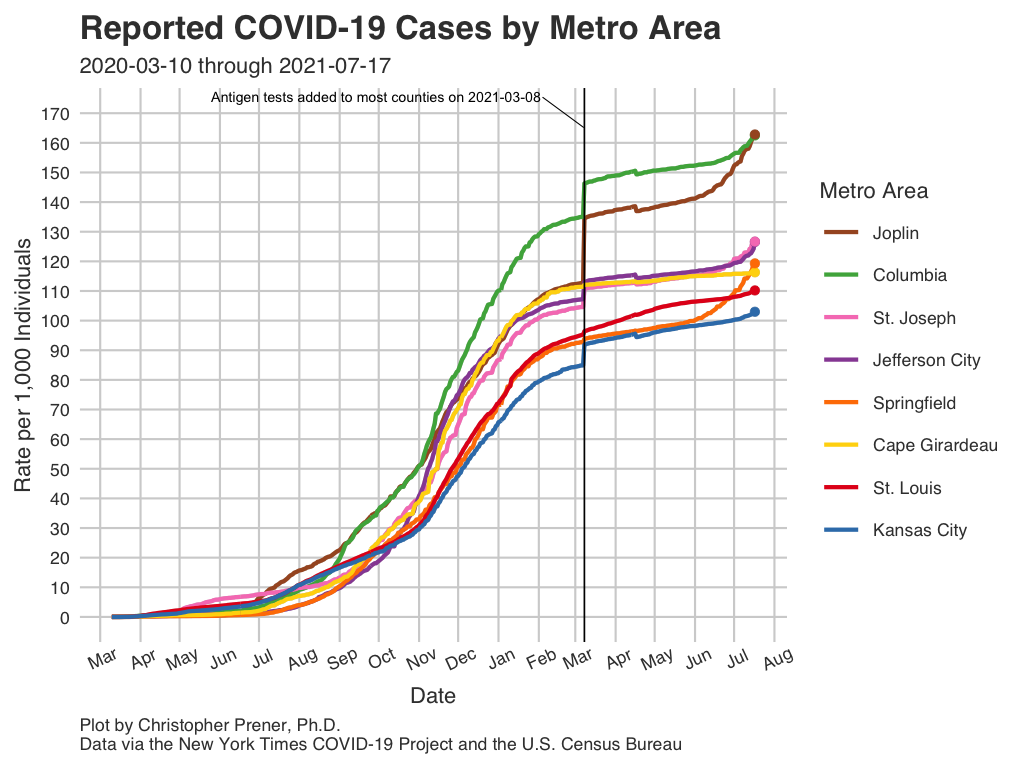 Reported COVID-19 Cases by Metro Area
2020-03-10 through 2021-07-17
Antigen tests added to most counties on 2021-03-08
Rate per 1,000 Individuals
170
160
150
140
130
120
110
100
90
80
70
60
50
40
30
20
10
0
Mar Apr May Jun Jul Aug Sep Oct Nov Dec Jan Feb Mar Apr May Jun Jul Aug
Date
Metro Area
Joplin
Columbia
St. Joseph
Jefferson City
Springfield
Cape Girardeau
St. Louis
Kansas City
Plot by Christopher Prener, Ph.D.
Data via the New York Times COVID-19 Project and the U.S. Census Bureau